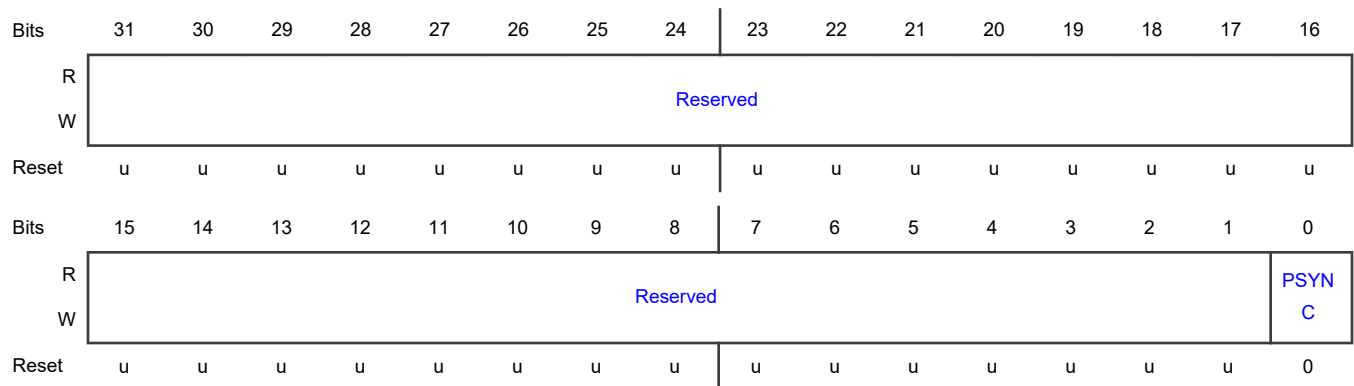 Bits 31 30 29 28 27 26 25 24 23 22 21 20 19 18 17 16
R
Reserved
W
Reset u u u u u u u u u u u u u u u u
Bits 15 14 13 12 11 10 9 8 7 6 5 4 3 2 1 0
R
Reserved PSYN
W C
Reset u u u u u u u u u u u u u u u 0